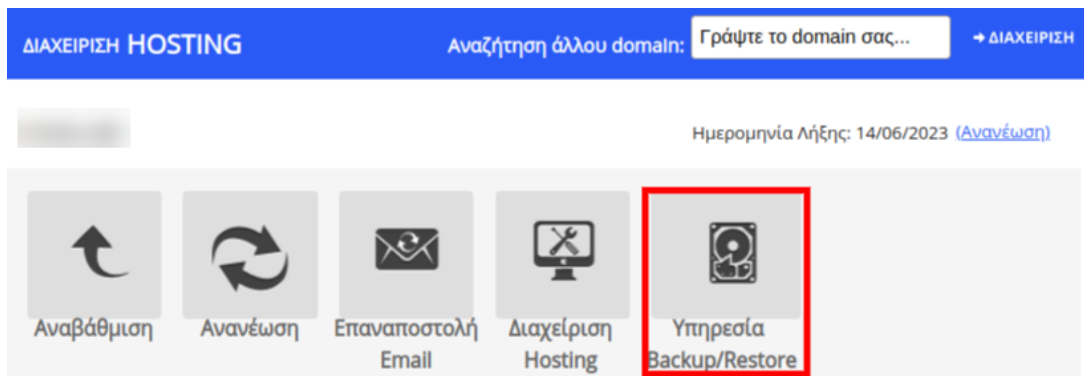 ΔΙΑΧΕΙΡΙΣΗ HOSTING
Αναζήτηση άλλου domain: Γράψτε το domain σας... ➔ ΔΙΑΧΕΙΡΙΣΗ
Ημερομηνία Λήξης: 14/06/2023 (Ανανέωση)
Αναβάθμιση
Ανανέωση
Επαναποστολή
Email
Διαχείριση
Hosting
Υπηρεσία
Backup/Restore